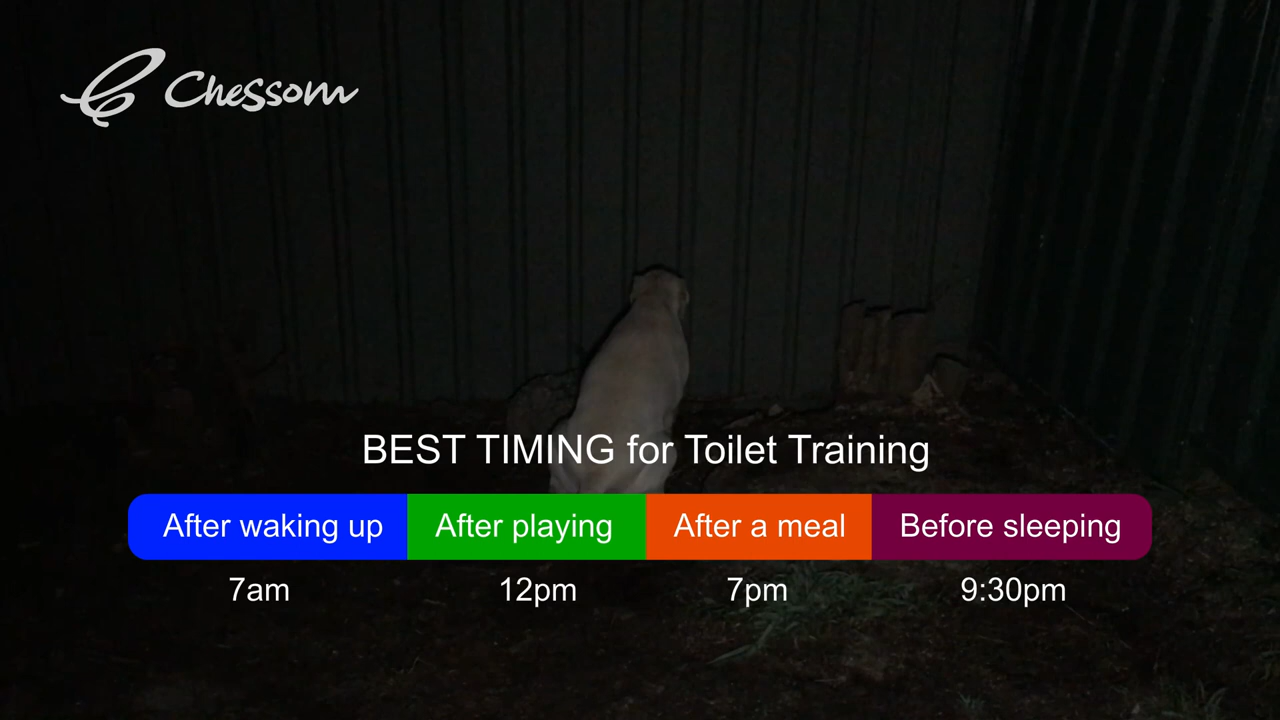 Chessom
BEST TIMING for Toilet Training
After waking up After playing After a meal Before sleeping
7am 12pm 7pm 9:30pm